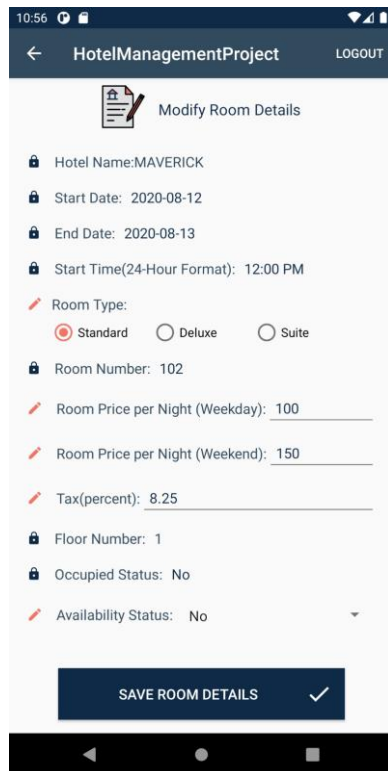 10:56
HotelManagementProject LOGOUT
Modify Room Details
Hotel Name:MAVERICK
Start Date: 2020-08-12
End Date: 2020-08-13
Start Time(24-Hour Format): 12:00 PM
Room Type:
Standard Deluxe Suite
Room Number: 102
Room Price per Night (Weekday): 100
Room Price per Night (Weekend): 150
Tax(percent): 8.25
Floor Number: 1
Occupied Status: No
Availability Status: No
SAVE ROOM DETAILS